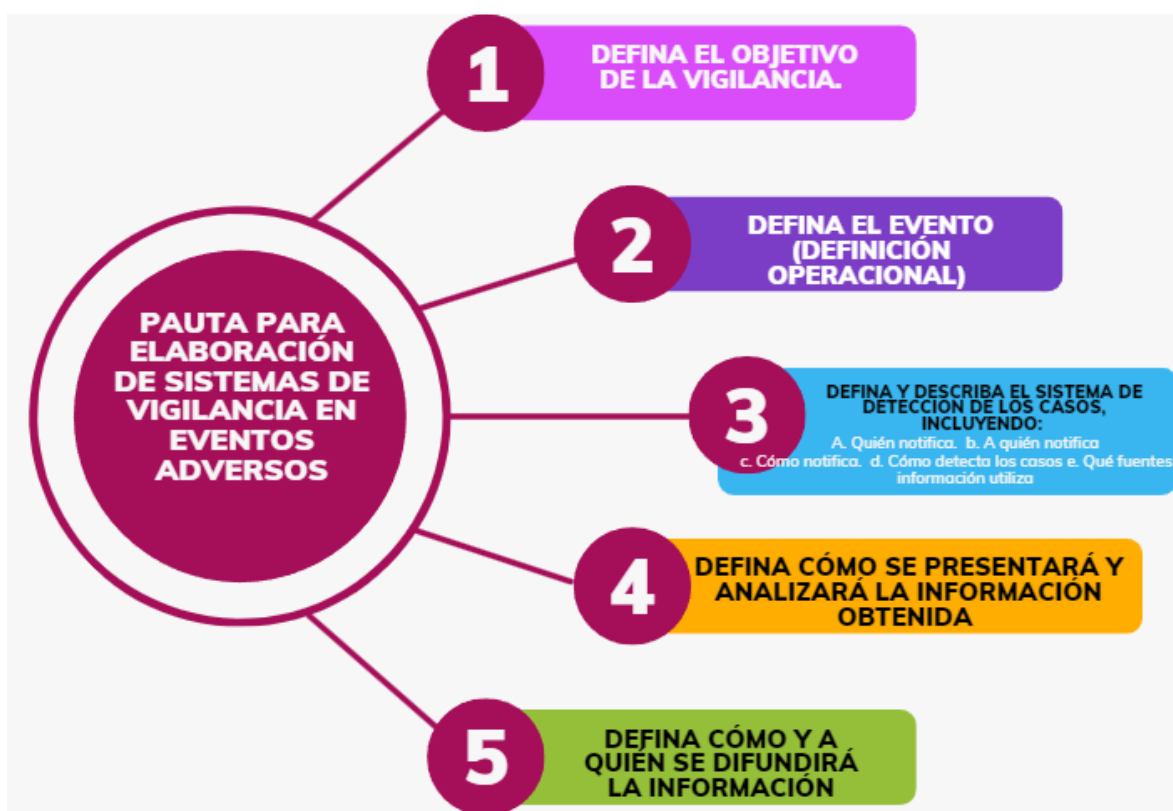 1
DEFINA EL OBJETIVO
DE LA VIGILANCIA.
2
DEFINA EL EVENTO
(DEFINICIÓN
OPERACIONAL)
PAUTA PARA
ELABORACIÓN
DE SISTEMAS DE
VIGILANCIA EN
EVENTOS
ADVERSOS
3
DEFINA Y DESCRIBA EL SISTEMA DE
DETECCION DE LOS CASOS,
INCLUYENDO:
A. Quién notifica. b. A quién notifica
c. Cómo notifica. d. Cómo detecta los casos e. Qué fuentes
información utiliza
4
DEFINA CÓMO SE PRESENTARÁ Y
ANALIZARÁ LA INFORMACIÓN
OBTENIDA
5
DEFINA CÓMO Y A
QUIÉN SE DIFUNDIRÁ
LA INFORMACIÓN